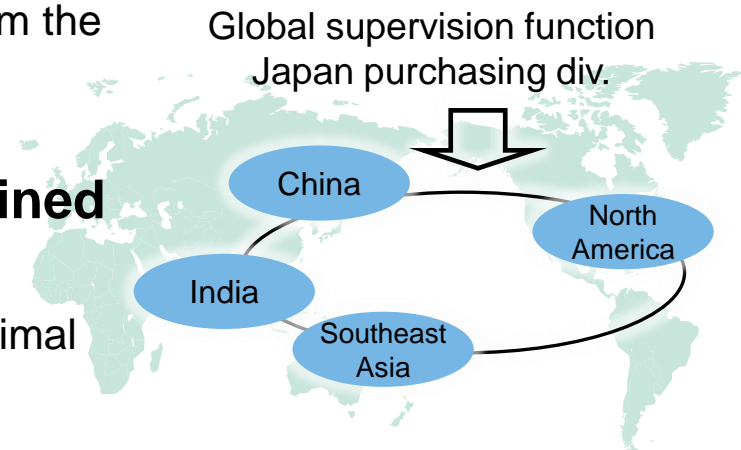 m the
Global supervision function
Japan purchasing div.
China
ined
North
America
India
Southeast
Asia
imal